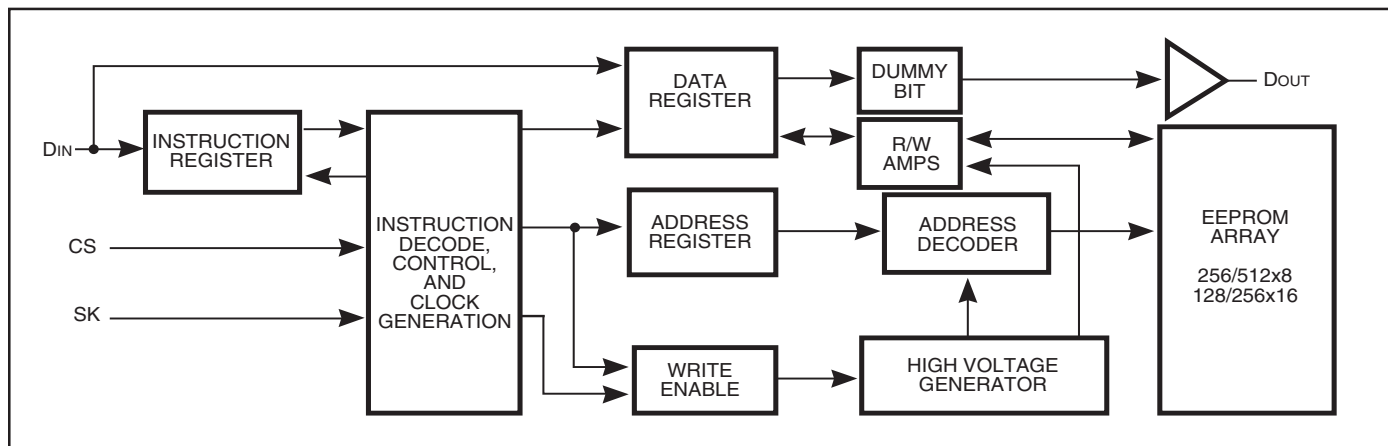 DIN
INSTRUCTION
REGISTER
CS
SK
INSTRUCTION
DECODE,
CONTROL,
AND
CLOCK
GENERATION
DATA
REGISTER
DUMMY
BIT
DOUT
R/W
AMPS
ADDRESS
REGISTER
ADDRESS
DECODER
EEPROM
ARRAY
256/512x8
128/256x16
WRITE
ENABLE
HIGH VOLTAGE
GENERATOR